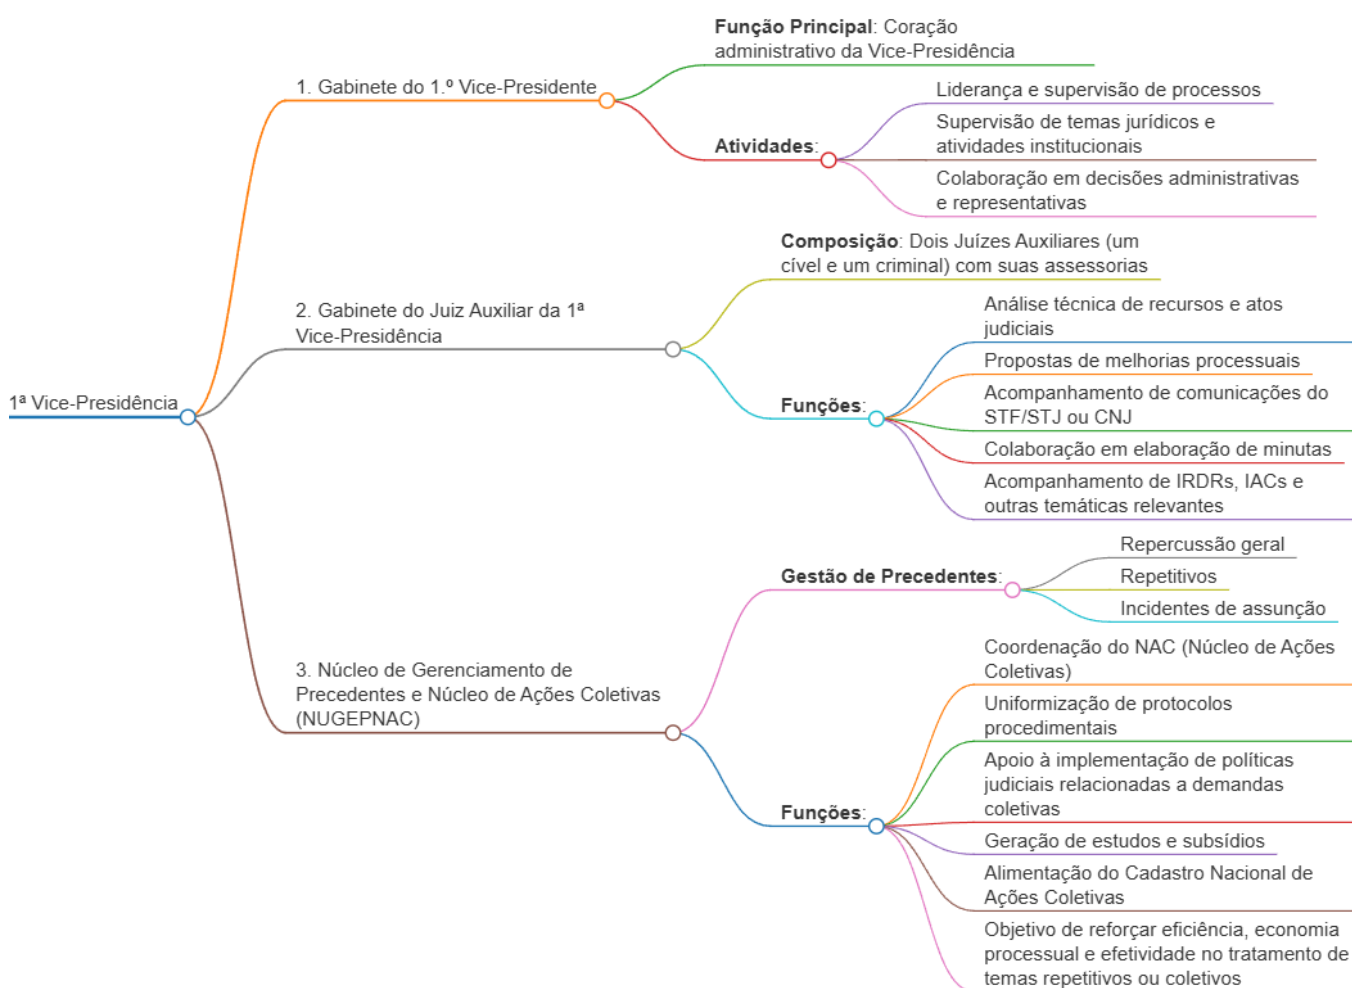 1ª Vice-Presidência
1. Gabinete do 1.º Vice-Presidente
Função Principal: Coração
administrativo da Vice-Presidência
Atividades:
Liderança e supervisão de processos
Supervisão de temas jurídicos e
atividades institucionais
Colaboração em decisões administrativas
e representativas
2. Gabinete do Juiz Auxiliar da 1ª
Vice-Presidência
Composição: Dois Juízes Auxiliares (um
cível e um criminal) com suas assessorias
Funções:
Análise técnica de recursos e atos
judiciais
Propostas de melhorias processuais
Acompanhamento de comunicações do
STF/STJ ou CNJ
Colaboração em elaboração de minutas
Acompanhamento de IRDRs, IACs e
outras temáticas relevantes
3. Núcleo de Gerenciamento de
Precedentes e Núcleo de Ações Coletivas
(NUGEPNAC)
Gestão de Precedentes:
Repercussão geral
Repetitivos
Incidentes de assunção
Funções:
Coordenação do NAC (Núcleo de Ações
Coletivas)
Uniformização de protocolos
procedimentais
Apoio à implementação de políticas
judiciais relacionadas a demandas
coletivas
Geração de estudos e subsídios
Alimentação do Cadastro Nacional de
Ações Coletivas
Objetivo de reforçar eficiência, economia
processual e efetividade no tratamento de
temas repetitivos ou coletivos